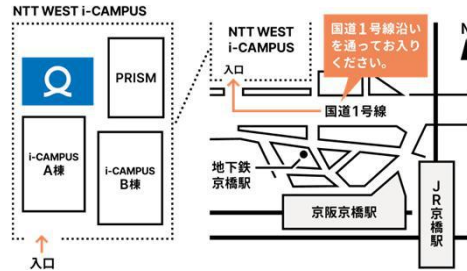 NTT WEST i-CAMPUS
PRISM
i-CAMPUS
A棟
i-CAMPUS
B棟
入口
NTT WEST
i-CAMPUS
入口
国道1号線沿い
を通ってお入り
ください。
N
国道1号線
地下鉄
京橋駅
京阪京橋駅
JR京橋駅